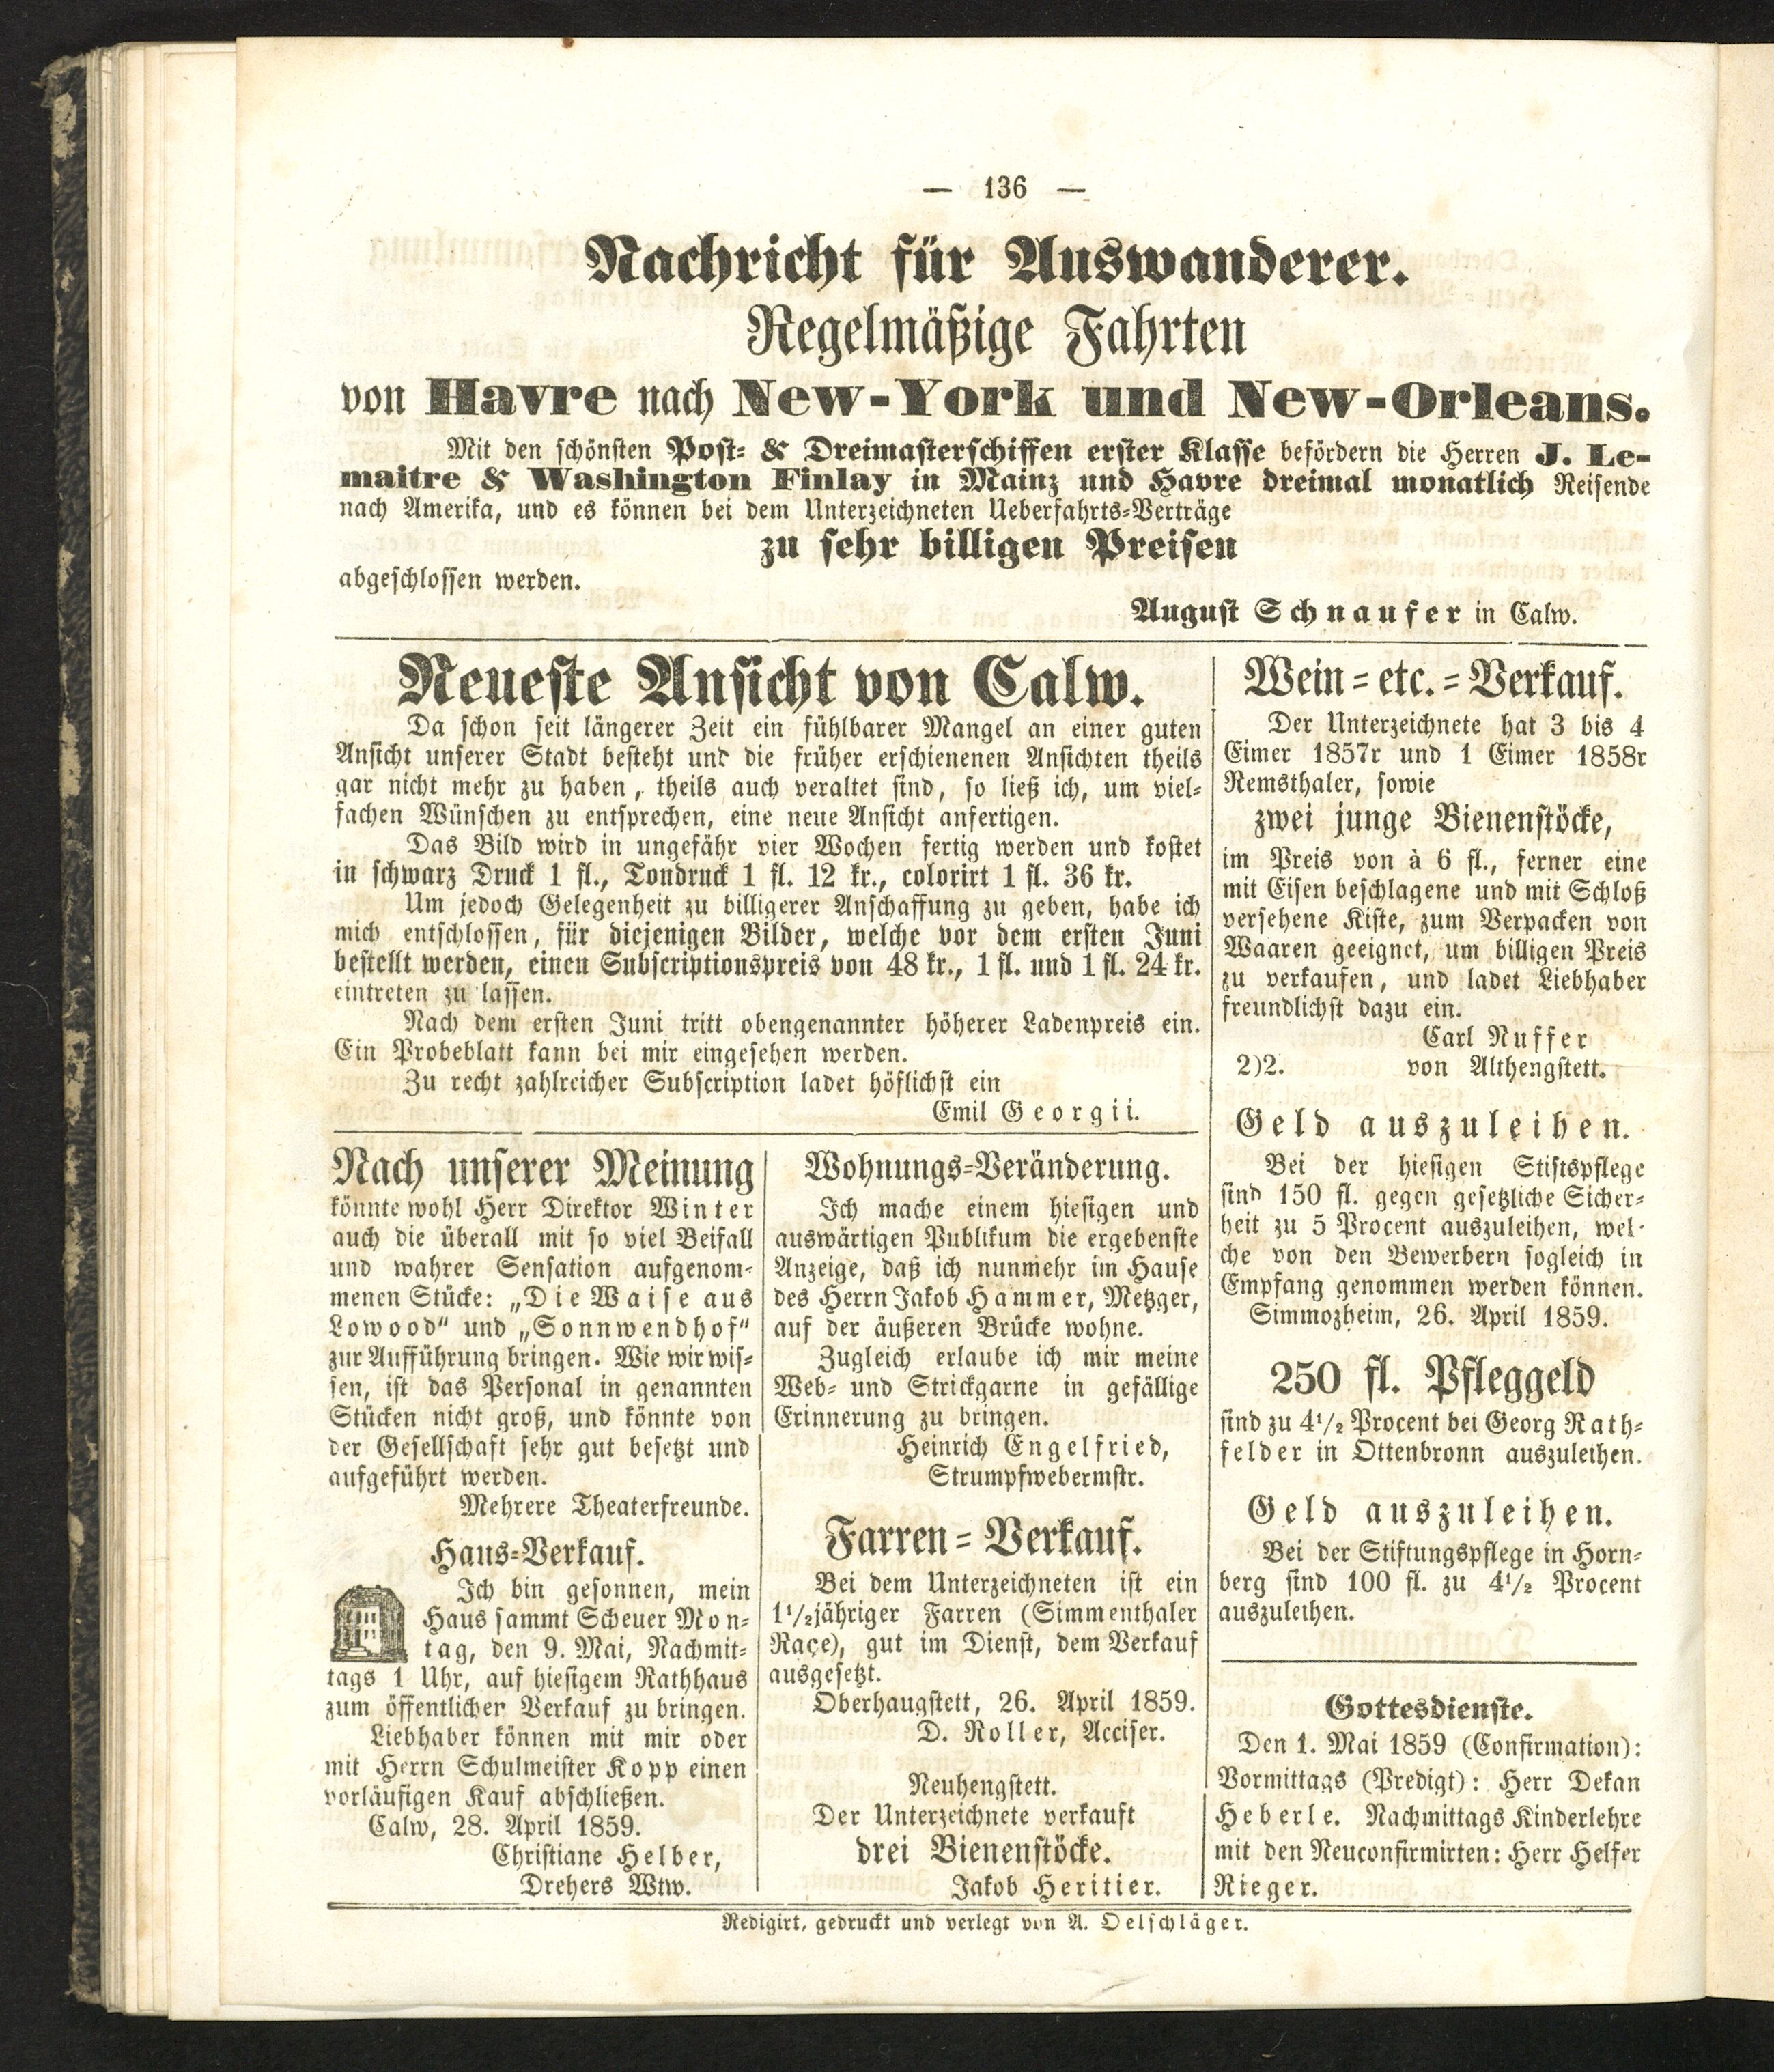 — 136 —
Nachricht für Auswanderer.
Regelmäßige Fahrten
von Havre nach New-York und New-Orleans.
Mit den schönsten Post- & Dreimasterschiffen erster Klasse befördern die Herren J. Le-
maitre & Washington Finlay in Mainz und Havre dreimal monatlich Reisende
nach Amerika, und es können bei dem Unterzeichneten Ueberfahrts-Verträge
zu sehr billigen Preisen
abgeschlossen werden.
August Schnaufer in Calw.
Neueste Ansicht von Calw.
Da schon seit längerer Zeit ein fühlbarer Mangel an einer guten
Ansicht unserer Stadt besteht und die früher erschienenen Ansichten theils
gar nicht mehr zu haben, theils auch veraltet sind, so ließ ich, um viel-
fachen Wünschen zu entsprechen, eine neue Ansicht anfertigen.
Das Bild wird in ungefähr vier Wochen fertig werden und kostet
in schwarz Druck 1 fl., Tondruck 1 fl. 12 kr., colorirt 1 fl. 36 kr.
Um jedoch Gelegenheit zu billigerer Anschaffung zu geben, habe ich
mich entschlossen, für diejenigen Bilder, welche vor dem ersten Juni
bestellt werden, einen Subscriptionspreis von 48 kr., 1 fl. und 1 fl. 24 kr.
eintreten zu lassen.
Nach dem ersten Juni tritt obengenannter höherer Ladenpreis ein.
Ein Probeblatt kann bei mir eingesehen werden.
Zu recht zahlreicher Subscription ladet höflichst ein
Emil Georgii.
Nach unserer Meinung
könnte wohl Herr Direktor Winter
auch die überall mit so viel Beifall
und wahrer Sensation aufgenom-
menen Stücke: „Die Waise aus
Lowood“ und „Sonnwendhof“
zur Aufführung bringen. Wie wir wis-
sen, ist das Personal in genannten
Stücken nicht groß, und könnte von
der Gesellschaft sehr gut besetzt und
aufgeführt werden.
Mehrere Theaterfreunde.
Haus-Verkauf.
Ich bin gesonnen, mein
Haus sammt Scheuer Mon-
tag, den 9. Mai, Nachmit-
tags 1 Uhr, auf hiesigem Rathhaus
zum öffentlichen Verkauf zu bringen.
Liebhaber können mit mir oder
mit Herrn Schulmeister Kopp einen
vorläufigen Kauf abschließen.
Calw, 28. April 1859.
Christiane Helber,
Drehers Wtw.
Wohnungs-Veränderung.
Ich mache einem hiesigen und
auswärtigen Publikum die ergebenste
Anzeige, daß ich nunmehr im Hause
des Herrn Jakob Hammer, Metzger,
auf der äußeren Brücke wohne.
Zugleich erlaube ich mir meine
Web- und Strickgarne in gefällige
Erinnerung zu bringen.
Heinrich Engelfried,
Strumpfwebermstr.
Farren-Verkauf.
Bei dem Unterzeichneten ist ein
1½jähriger Farren (Simmenthaler
Raçe), gut im Dienst, dem Verkauf
ausgesetzt.
Oberhaugstett, 26. April 1859.
D. Roller, Acciser.
Neuhengstett.
Der Unterzeichnete verkauft
drei Bienenstöcke.
Jakob Heritier.
Wein-etc.-Verkauf.
Der Unterzeichnete hat 3 bis 4
Eimer 1857r und 1 Eimer 1858r
Remsthaler, sowie
zwei junge Bienenstöcke,
im Preis von à 6 fl., ferner eine
mit Eisen beschlagene und mit Schloß
versehene Kiste, zum Verpacken von
Waaren geeignet, um billigen Preis
zu verkaufen, und ladet Liebhaber
freundlichst dazu ein.
Carl Nuffer
2)2. von Althengstett.
Geld auszuleihen.
Bei der hiesigen Stiftspflege
sind 150 fl. gegen gesetzliche Sicher-
heit zu 5 Procent auszuleihen, wel-
che von den Bewerbern sogleich in
Empfang genommen werden können.
Simmozheim, 26. April 1859.
250 fl. Pfleggeld
sind zu 4½ Procent bei Georg Rath-
felder in Ottenbronn auszuleihen.
Geld auszuleihen.
Bei der Stiftungspflege in Horn-
berg sind 100 fl. zu 4½ Procent
auszuleihen.
Gottesdienste.
Den 1. Mai 1859 (Confirmation):
Vormittags (Predigt): Herr Dekan
Heberle. Nachmittags Kinderlehre
mit den Neuconfirmirten: Herr Helfer
Rieger.
Redigirt, gedruckt und verlegt von A. Oelschläger.